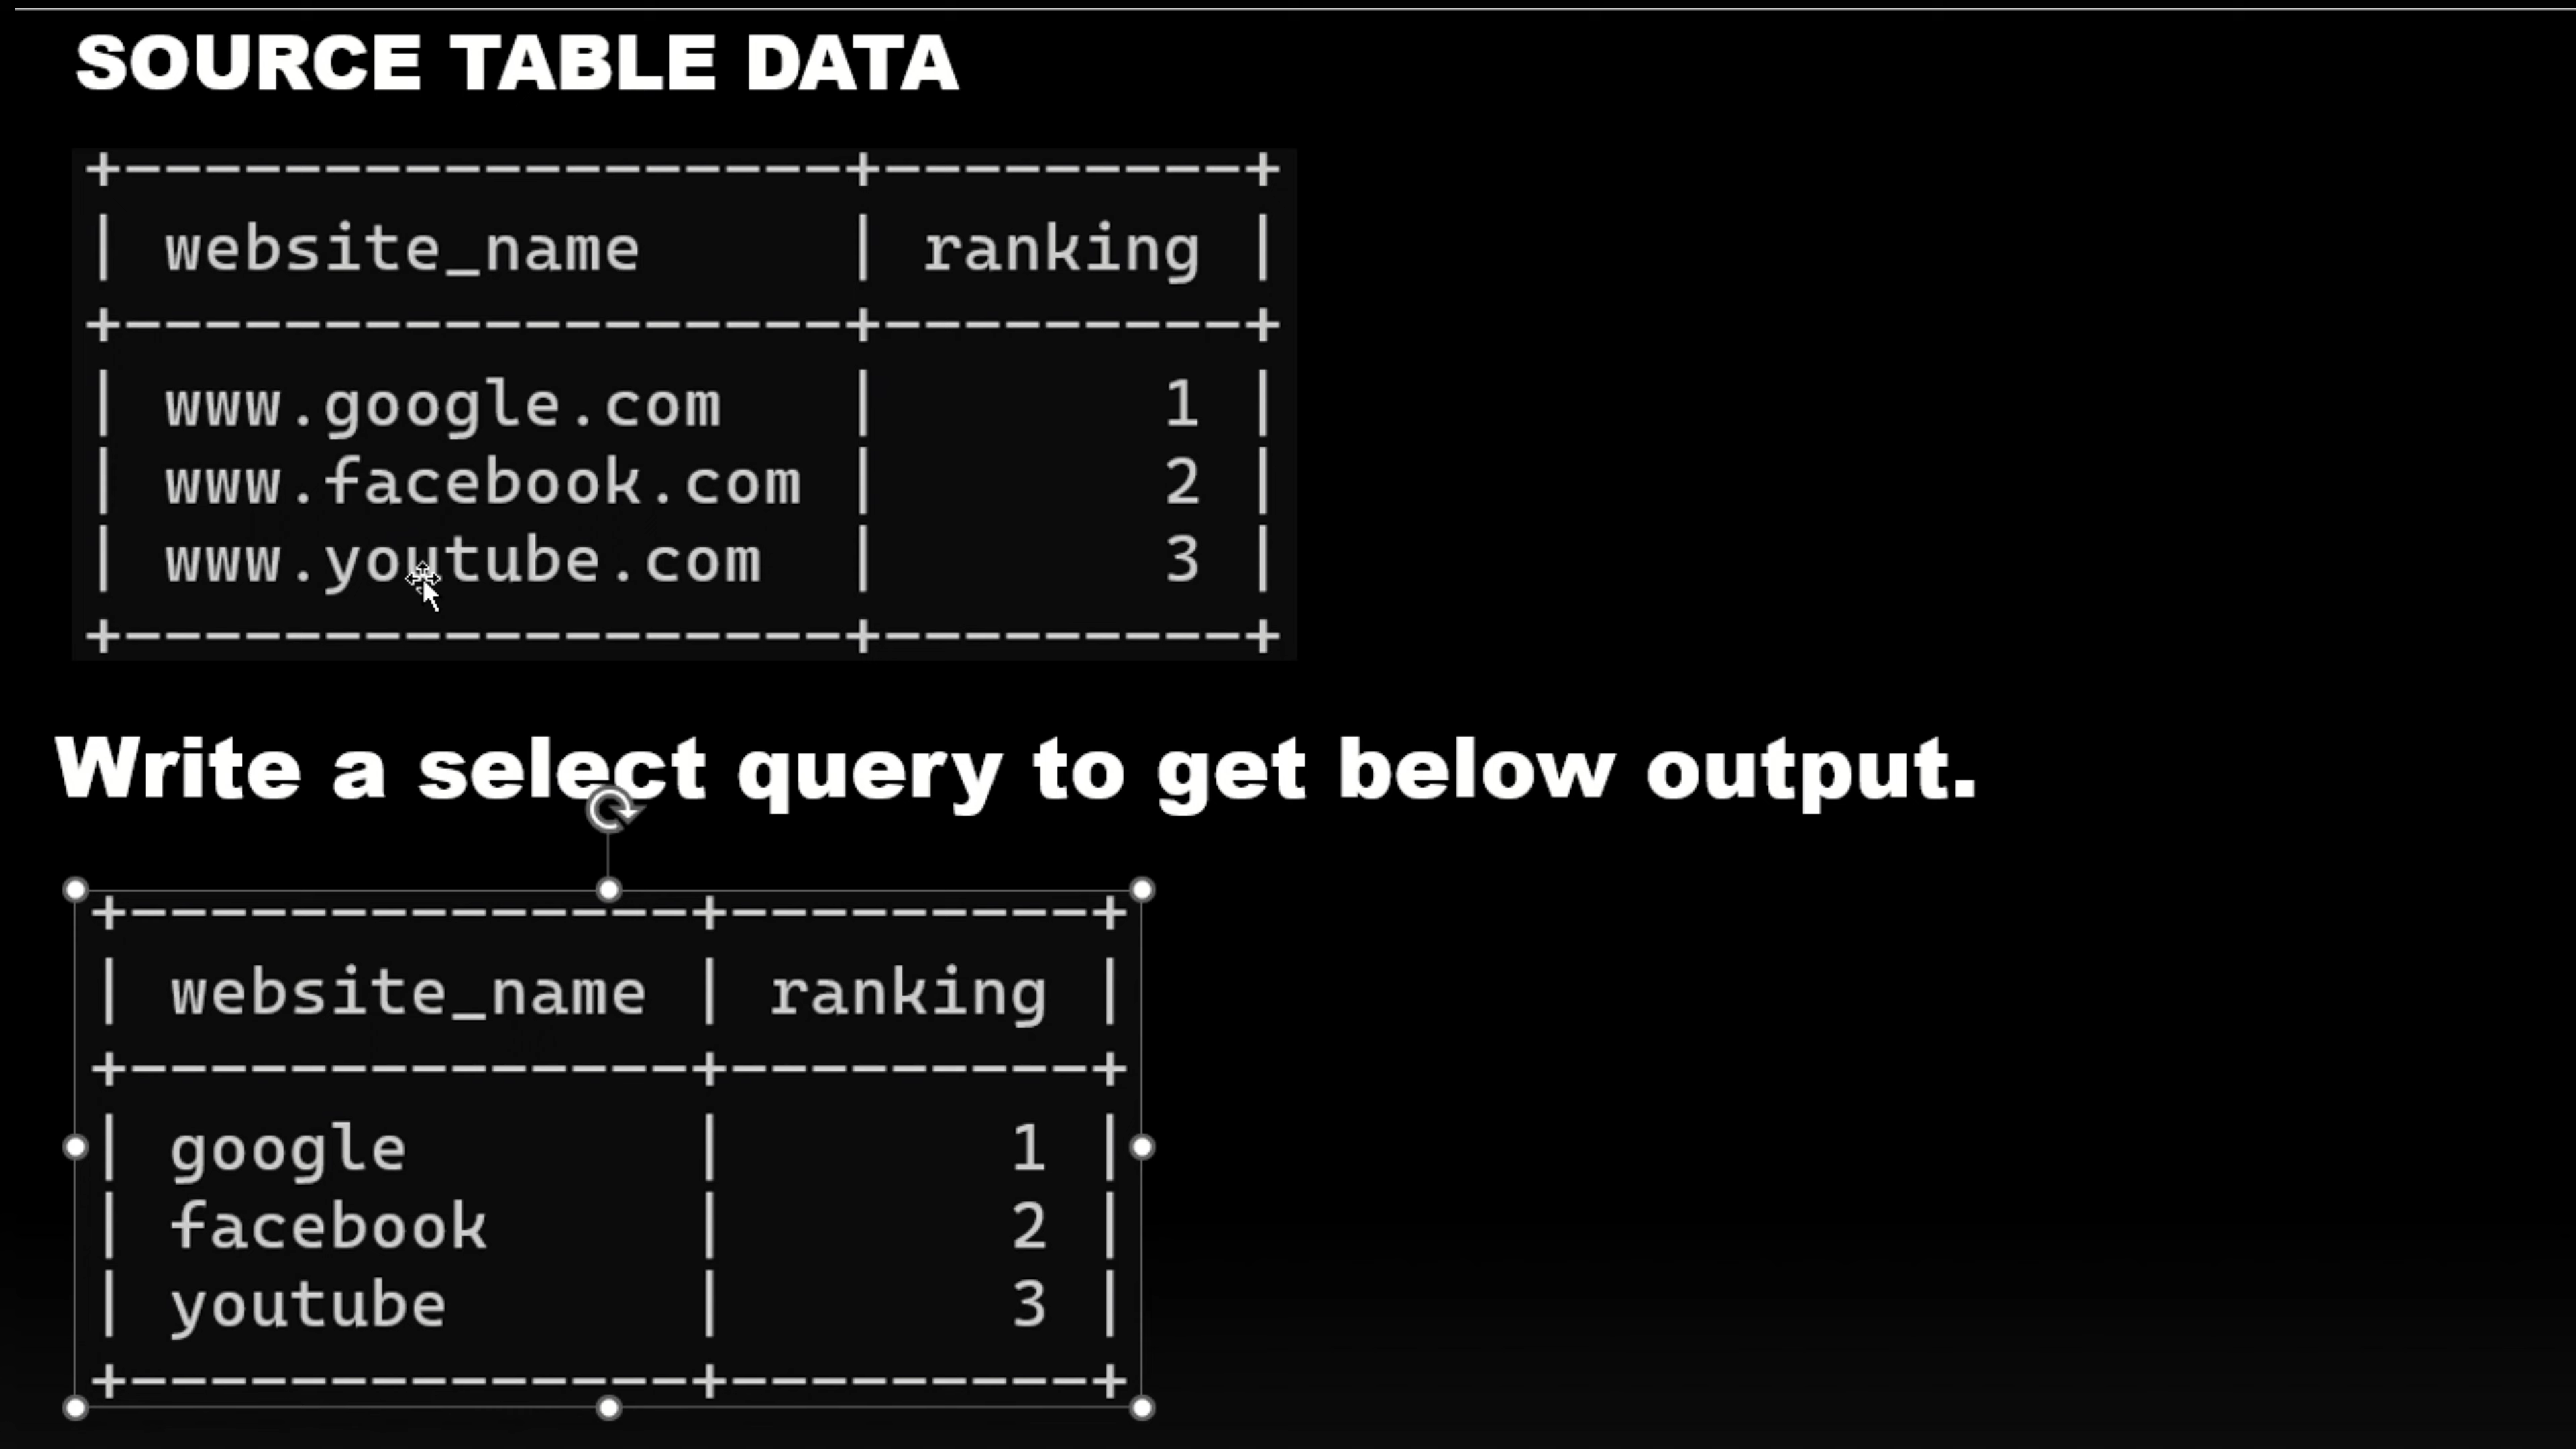 SOURCE TABLE DATA
+------------------+---------+
| website_name     | ranking |
+------------------+---------+
| www.google.com   |       1 |
| www.facebook.com |       2 |
| www.youtube.com  |       3 |
+------------------+---------+
Write a select query to get below output.
+--------------+---------+
| website_name | ranking |
+--------------+---------+
| google       |       1 |
| facebook     |       2 |
| youtube      |       3 |
+--------------+---------+